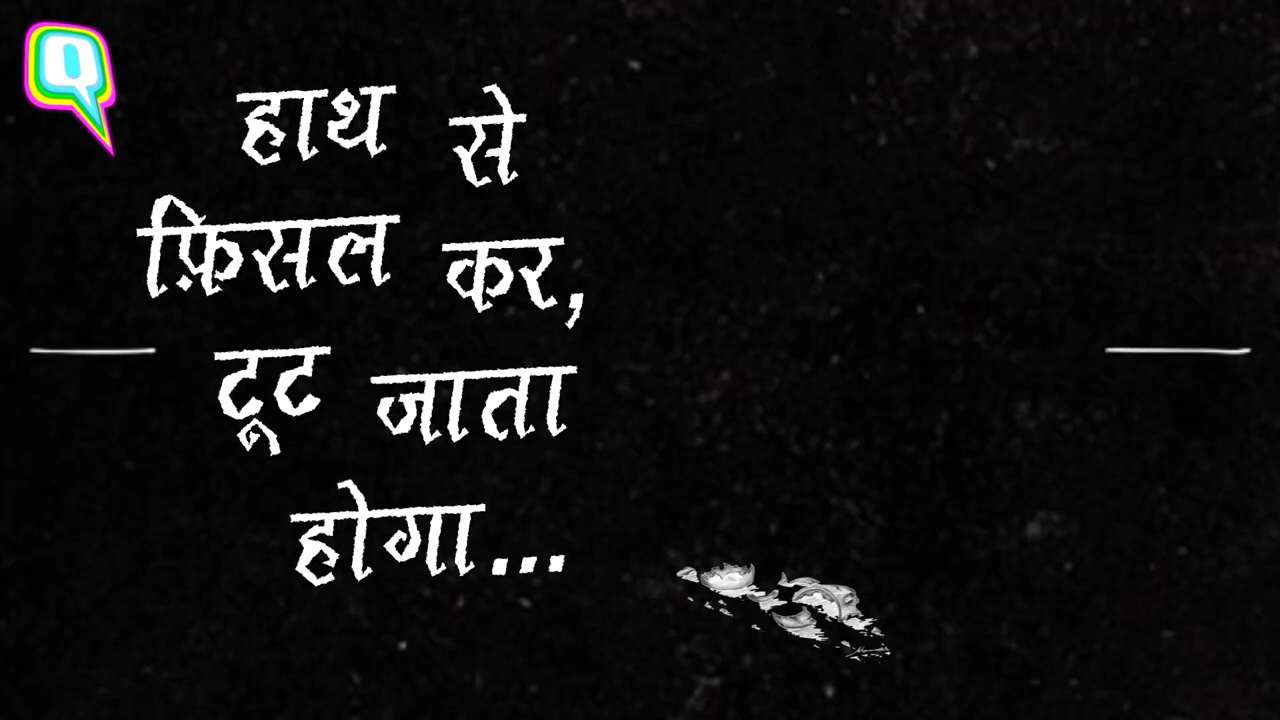 Q
हाथ से
फ़िसल कर,
टूट जाता
होगा...